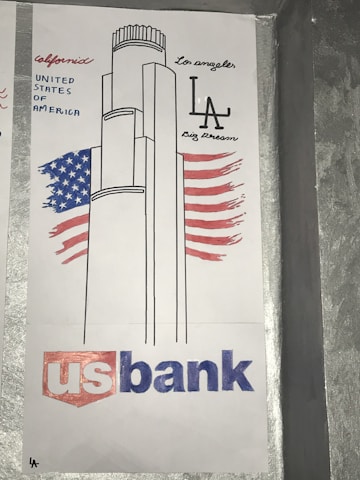 California
UNITED
STATES
OF
AMERICA
Los angeles
LA
Big Dream
usbank
LA